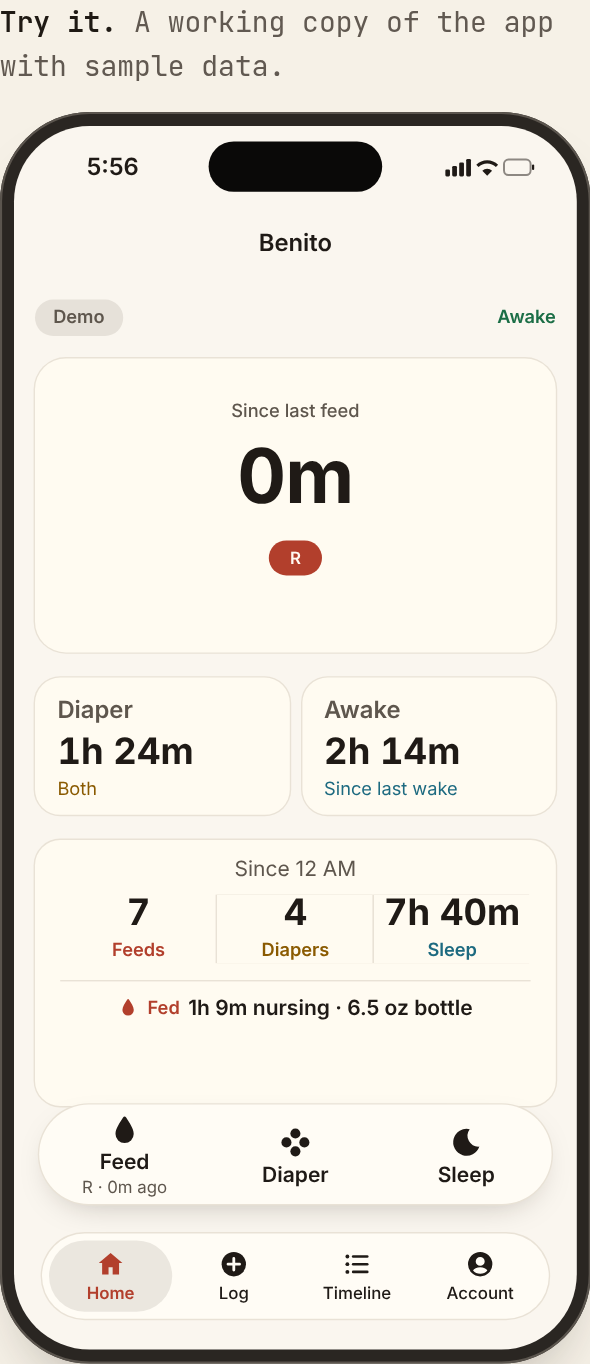 Try it. A working copy of the app
with sample data.
5:56
Benito
Demo
Awake
Since last feed
0m
R
Diaper
1h 24m
Both
Awake
2h 14m
Since last wake
Since 12 AM
7
Feeds
4
Diapers
7h 40m
Sleep
Fed 1h 9m nursing · 6.5 oz bottle
Feed
R · 0m ago
Diaper
Sleep
Home
Log
Timeline
Account